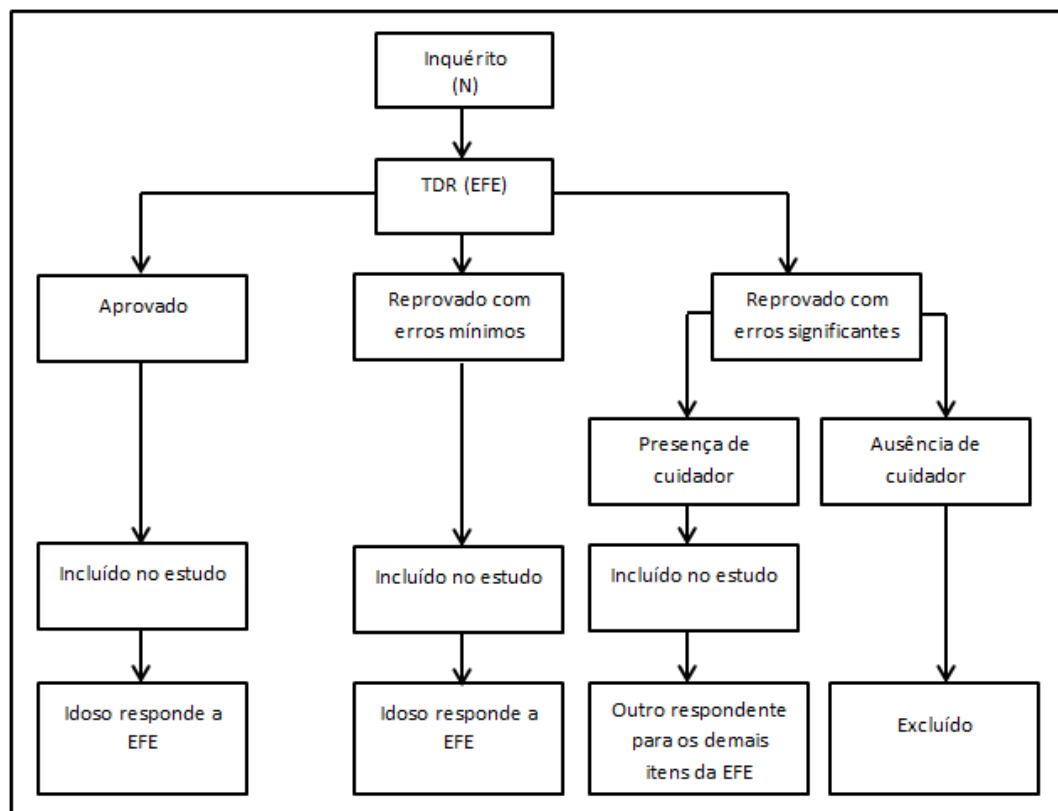 Inquérito
(N)
TDR (EFE)
Aprovado
Reprovado com
erros mínimos
Reprovado com
erros significantes
Presença de
cuidador
Ausência de
cuidador
Incluído no estudo
Incluído no estudo
Incluído no estudo
Idoso responde a
EFE
Idoso responde a
EFE
Outro respondente
para os demais
itens da EFE
Excluído